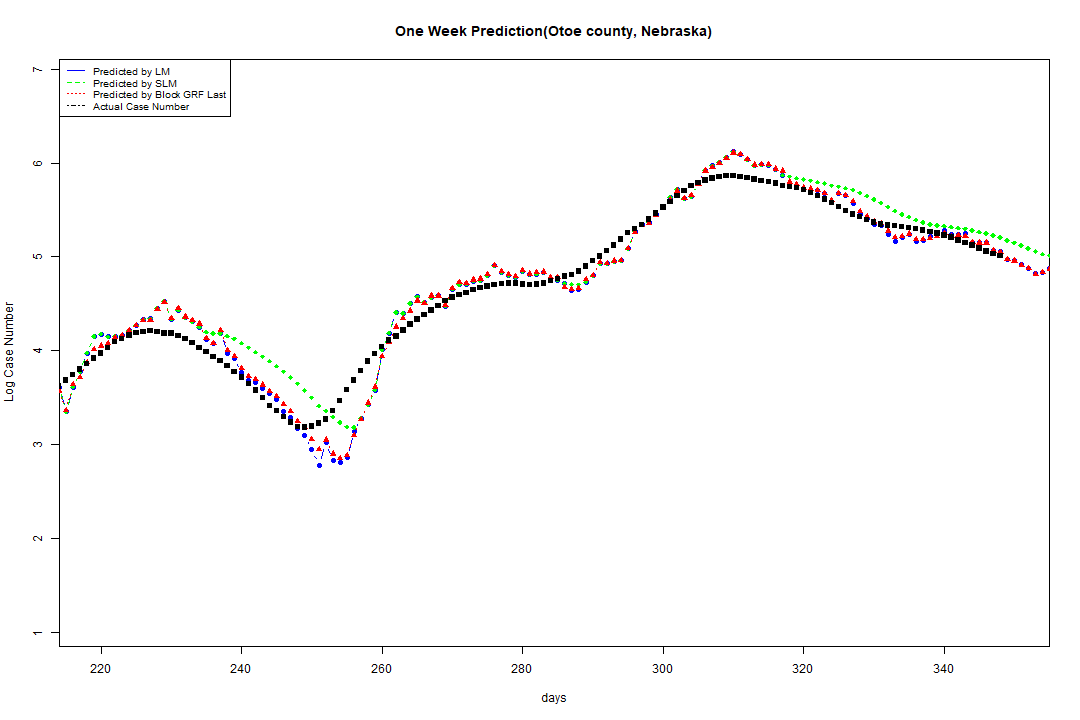 One Week Prediction(Otoe county, Nebraska)
7
Predicted by LM
Predicted by SLM
Predicted by Block GRF Last
Actual Case Number
6
5
4
3
2
1
Log Case Number
220 240 260 280 300 320 340
days